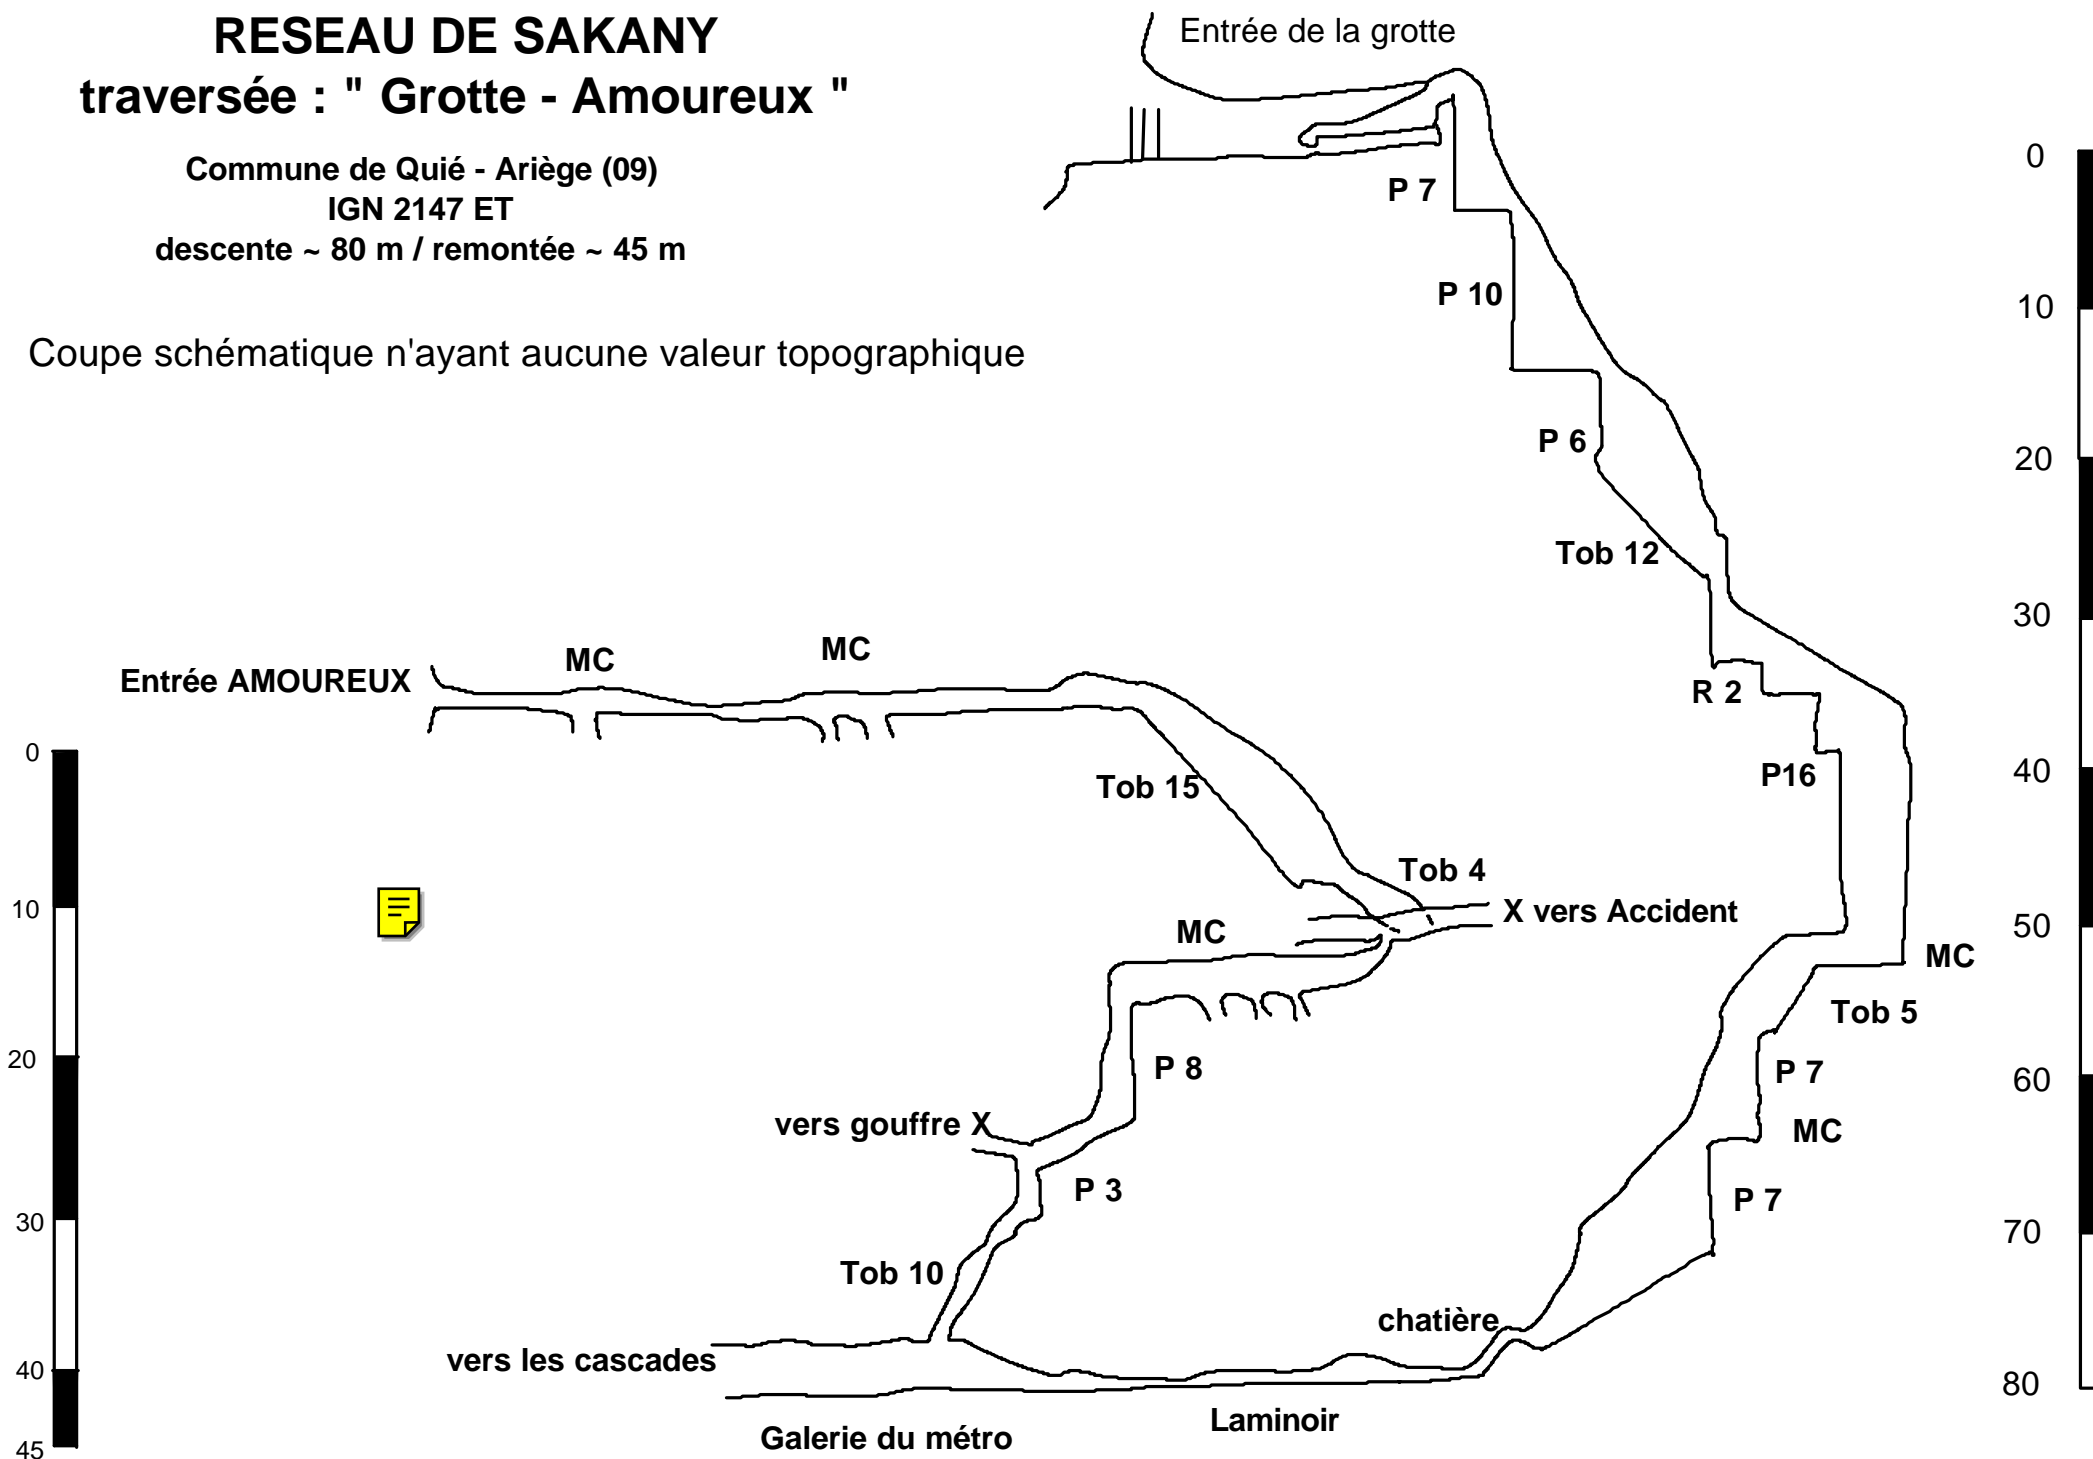 RESEAU DE SAKANY
traversée : " Grotte - Amoureux "
Commune de Quié - Ariège (09)
IGN 2147 ET
descente ~ 80 m / remontée ~ 45 m
Coupe schématique n'ayant aucune valeur topographique
Entrée de la grotte
P 7
P 10
P 6
Tob 12
R 2
P16
MC
Tob 5
P 7
MC
P 7
chatière
Laminoir
Galerie du métro
vers les cascades
Tob 10
P 3
vers gouffre X
P 8
MC
X vers Accident
Tob 4
Tob 15
MC
MC
Entrée AMOUREUX
0
10
20
30
40
45
0
10
20
30
40
50
60
70
80